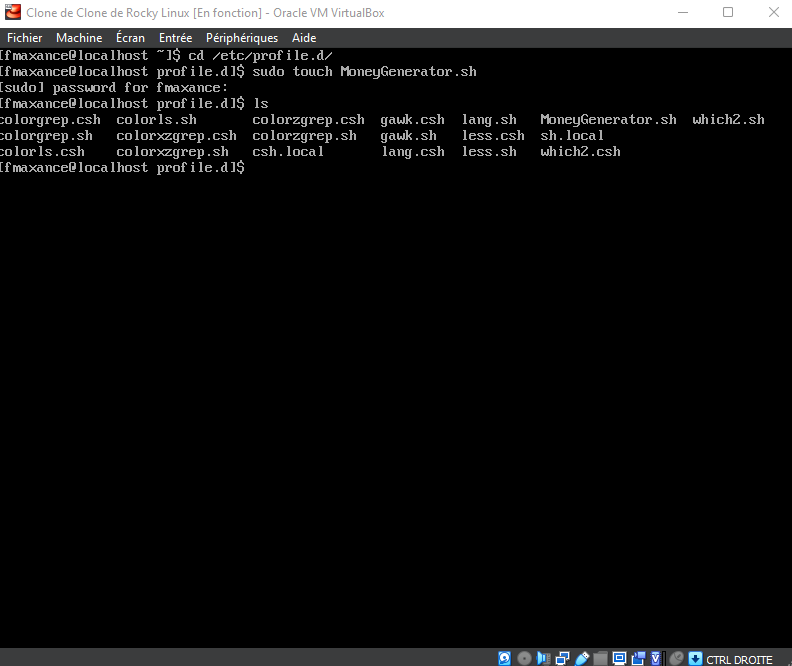 Clone de Clone de Rocky Linux [En fonction] - Oracle VM VirtualBox
Fichier Machine Écran Entrée Périphériques Aide
[fmaxance@localhost ~]$ cd /etc/profile.d/
[fmaxance@localhost profile.d]$ sudo touch MoneyGenerator.sh
[sudo] password for fmaxance:
[fmaxance@localhost profile.d]$ ls
colorgrep.csh colorls.sh colorzgrep.csh gawk.csh lang.sh MoneyGenerator.sh which2.sh
colorgrep.sh colorxzgrep.csh colorzgrep.sh gawk.sh less.csh sh.local
colorls.csh colorxzgrep.sh csh.local lang.csh less.sh which2.csh
[fmaxance@localhost profile.d]$
CTRL DROITE